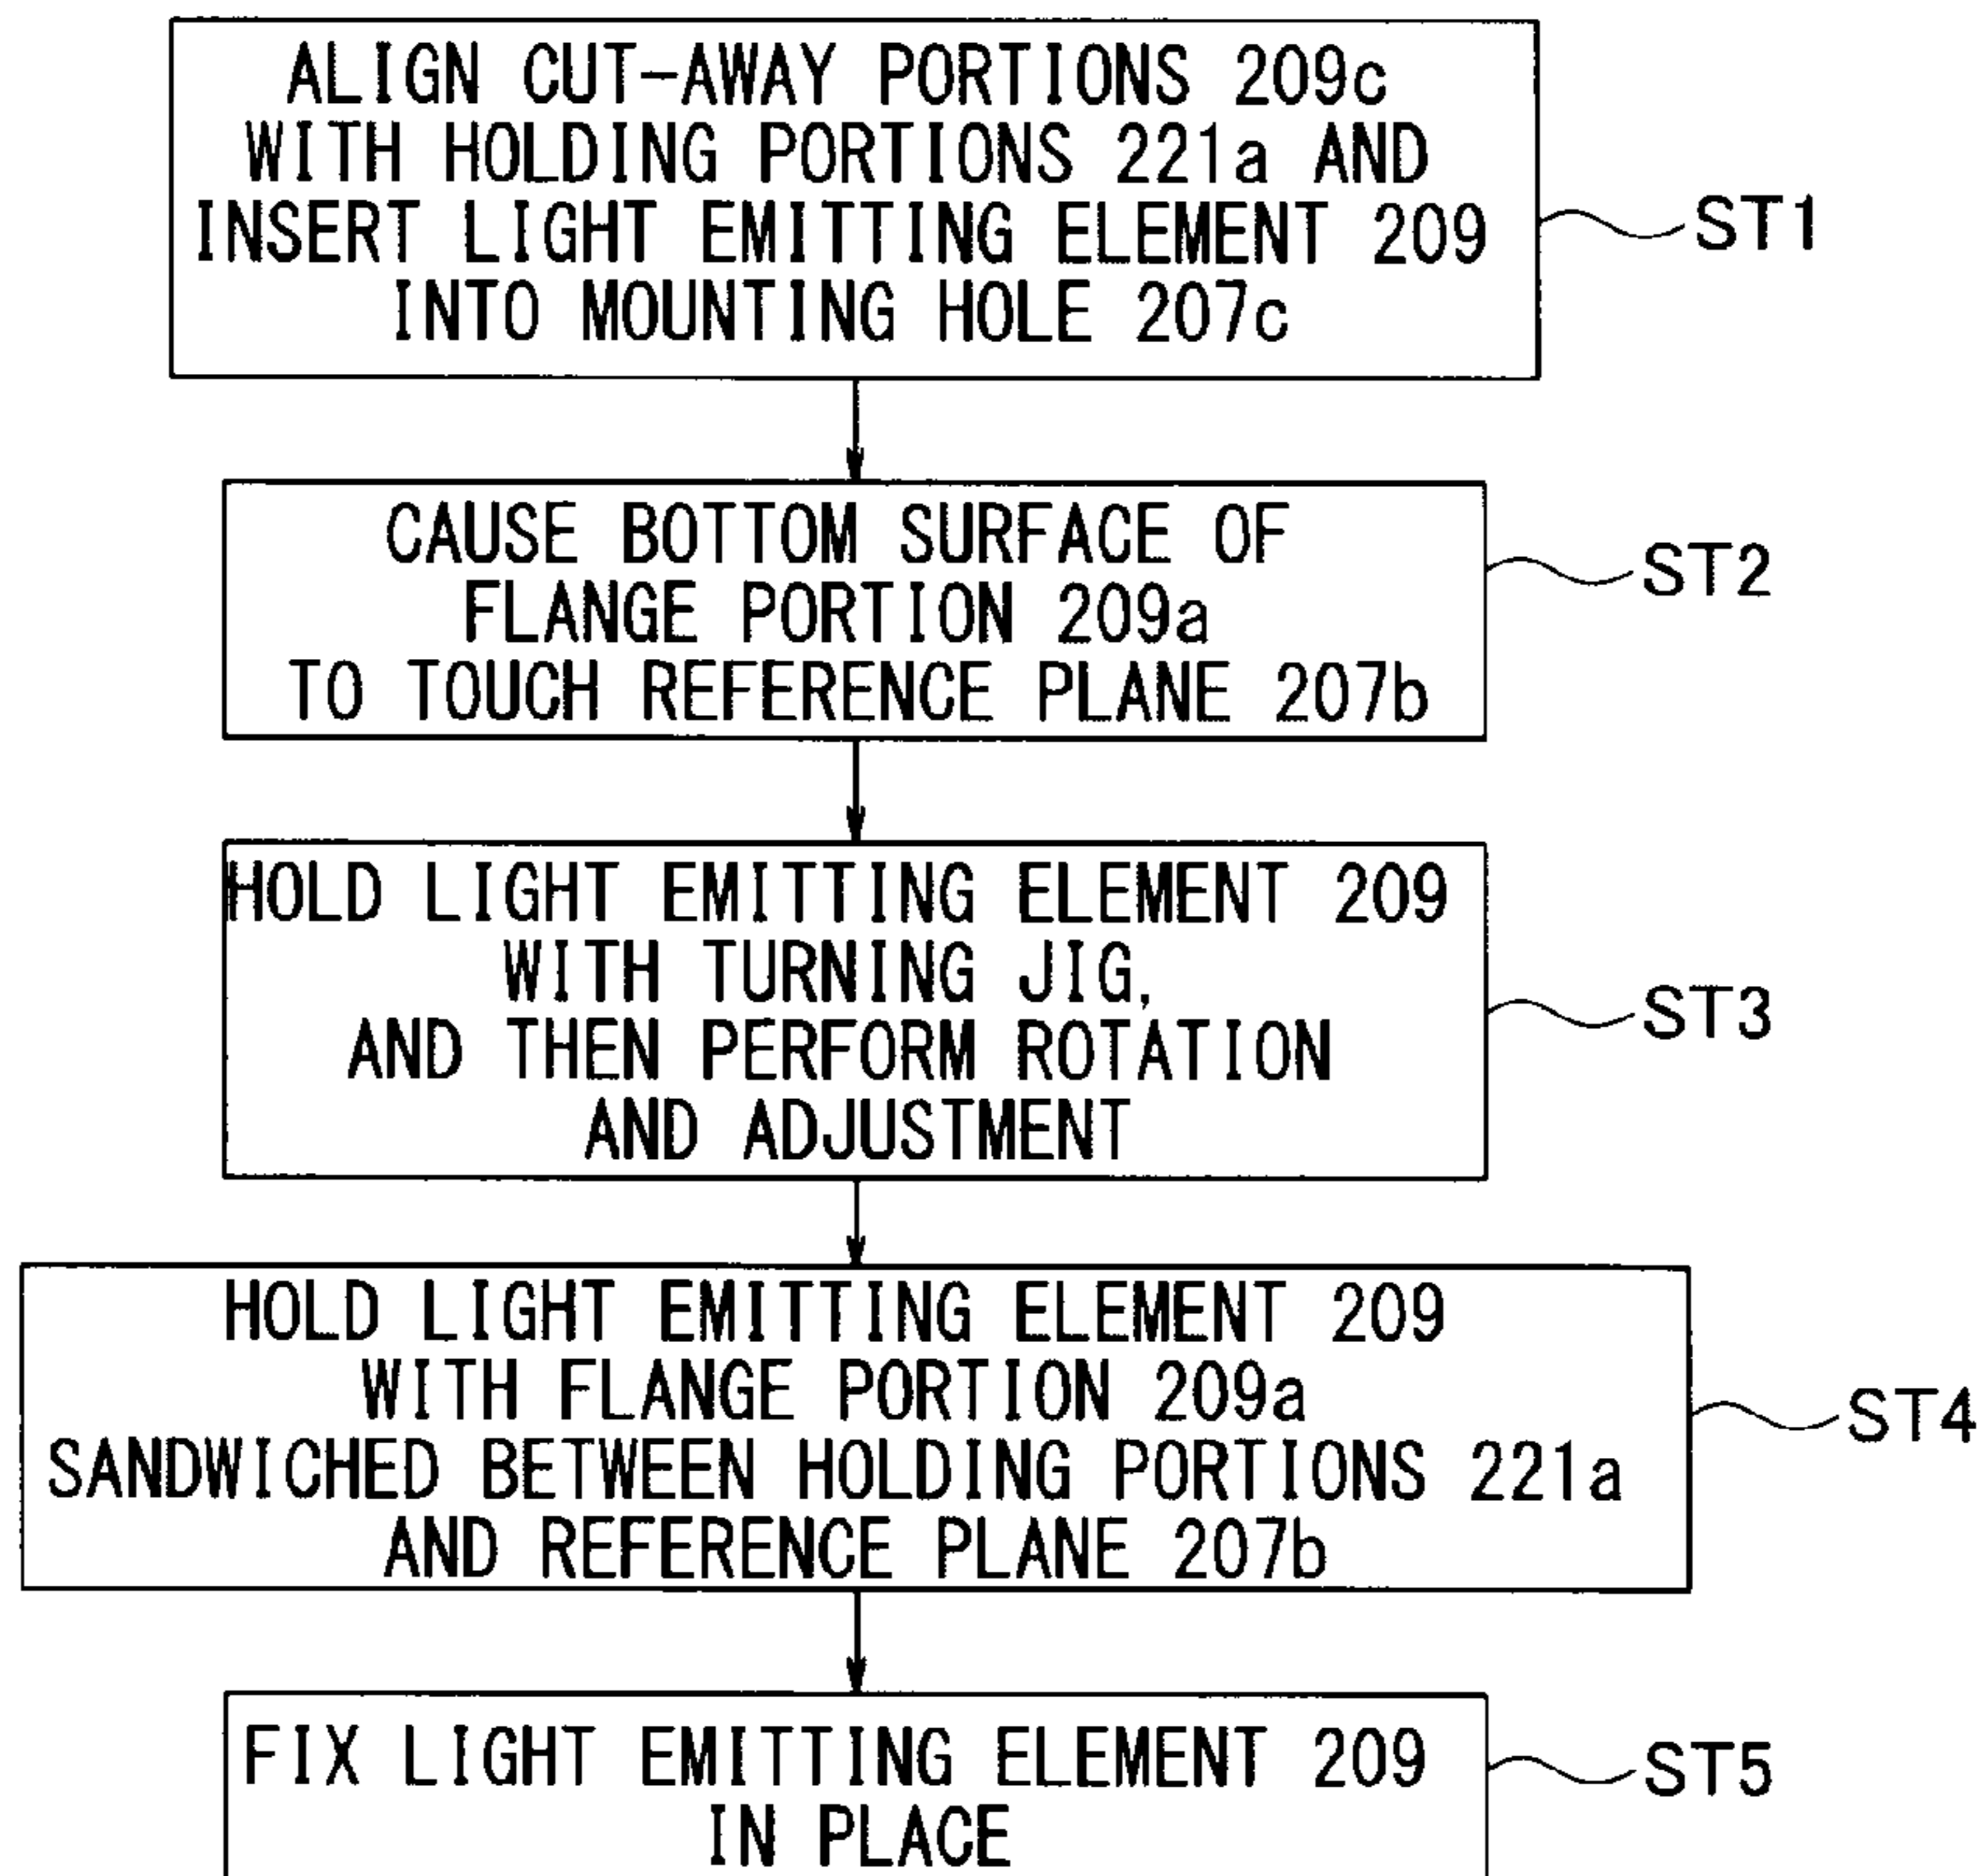 ALIGN CUT-AWAY PORTIONS 209c
WITH HOLDING PORTIONS 221a AND
INSERT LIGHT EMITTING ELEMENT 209
INTO MOUNTING HOLE 207c
ST1
CAUSE BOTTOM SURFACE OF
FLANGE PORTION 209a
TO TOUCH REFERENCE PLANE 207b
ST2
HOLD LIGHT EMITTING ELEMENT 209
WITH TURNING JIG,
AND THEN PERFORM ROTATION
AND ADJUSTMENT
ST3
HOLD LIGHT EMITTING ELEMENT 209
WITH FLANGE PORTION 209a
SANDWICHED BETWEEN HOLDING PORTIONS 221a
AND REFERENCE PLANE 207b
ST4
FIX LIGHT EMITTING ELEMENT 209
IN PLACE
ST5